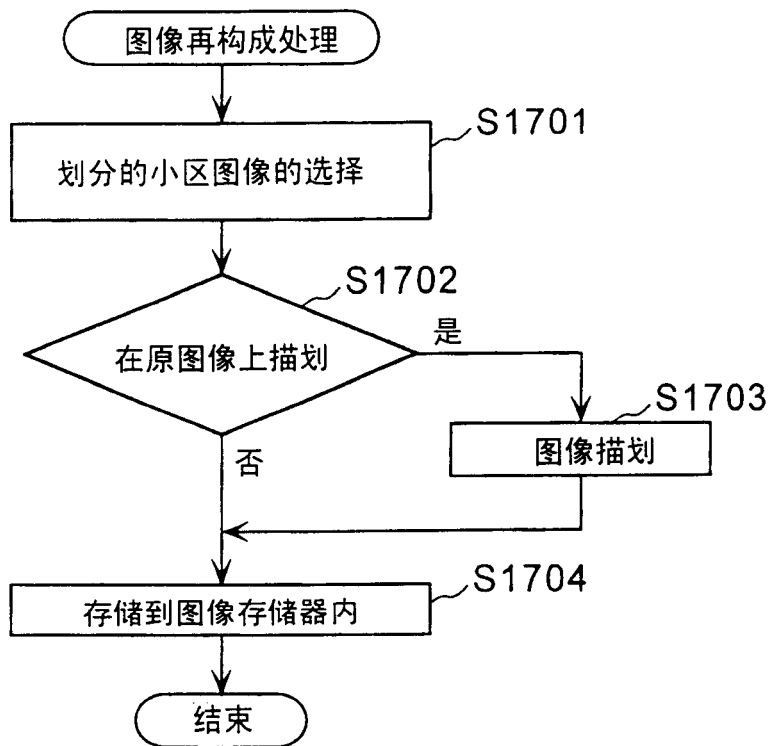 图像再构成处理
S1701
划分的小区图像的选择
S1702
在原图像上描划
是
S1703
图像描划
否
S1704
存储到图像存储器内
结束